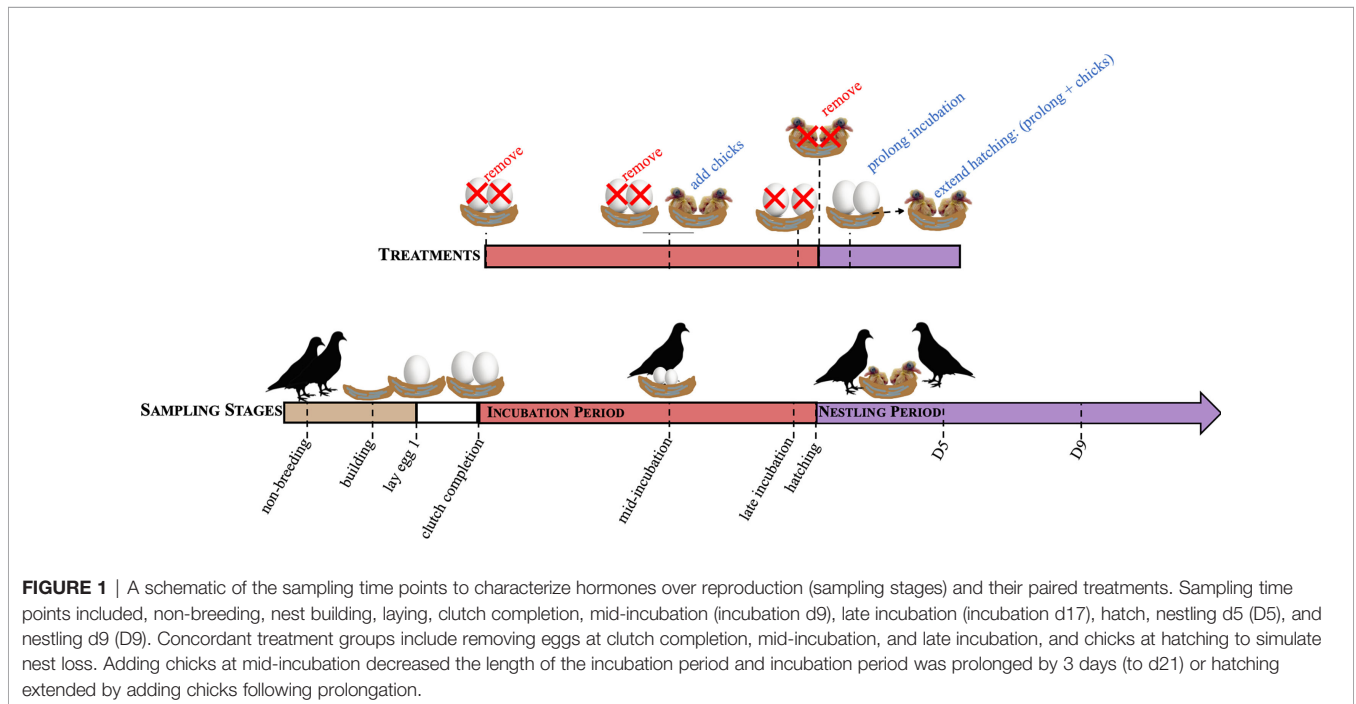 remove
remove
add chicks
remove
prolong incubation
extend hatching: (prolong + chicks)
TREATMENTS
SAMPLING STAGES
INCUBATION PERIOD
NESTLING PERIOD
non-breeding
building
lay egg 1
clutch completion
mid-incubation
late incubation
hatching
D5
D9
FIGURE 1 | A schematic of the sampling time points to characterize hormones over reproduction (sampling stages) and their paired treatments. Sampling time
points included, non-breeding, nest building, laying, clutch completion, mid-incubation (incubation d9), late incubation (incubation d17), hatch, nestling d5 (D5), and
nestling d9 (D9). Concordant treatment groups include removing eggs at clutch completion, mid-incubation, and late incubation, and chicks at hatching to simulate
nest loss. Adding chicks at mid-incubation decreased the length of the incubation period and incubation period was prolonged by 3 days (to d21) or hatching
extended by adding chicks following prolongation.